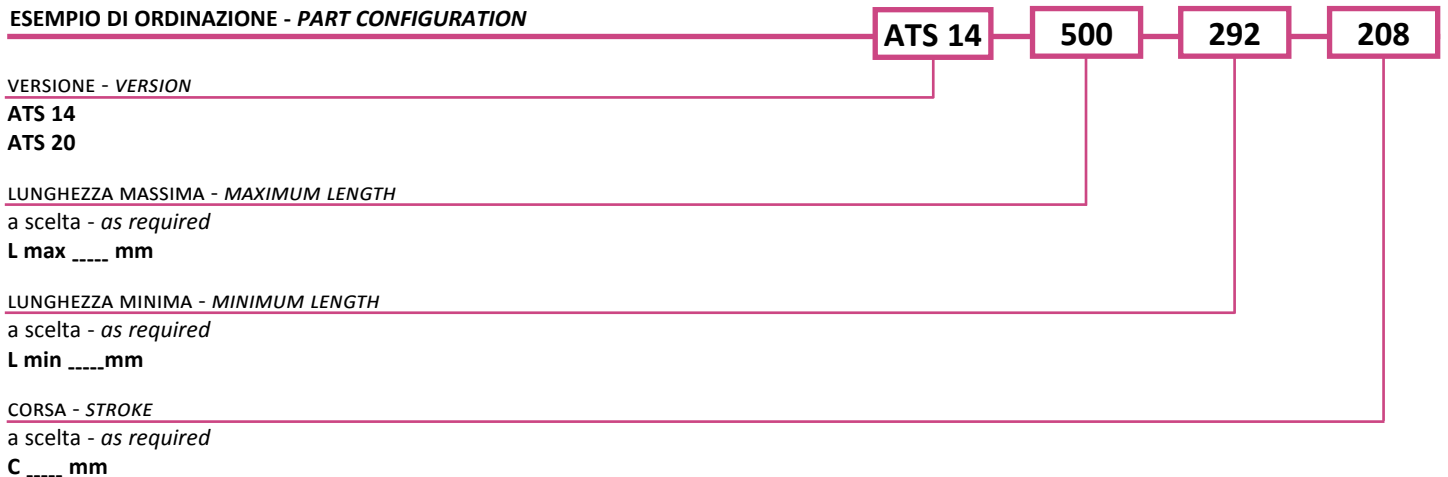 ESEMPIO DI ORDINAZIONE - PART CONFIGURATION
ATS 14 500 292 208
VERSIONE - VERSION
ATS 14
ATS 20
LUNGHEZZA MASSIMA - MAXIMUM LENGTH
a scelta - as required
L max _____ mm
LUNGHEZZA MINIMA - MINIMUM LENGTH
a scelta - as required
L min _____mm
CORSA - STROKE
a scelta - as required
C _____ mm